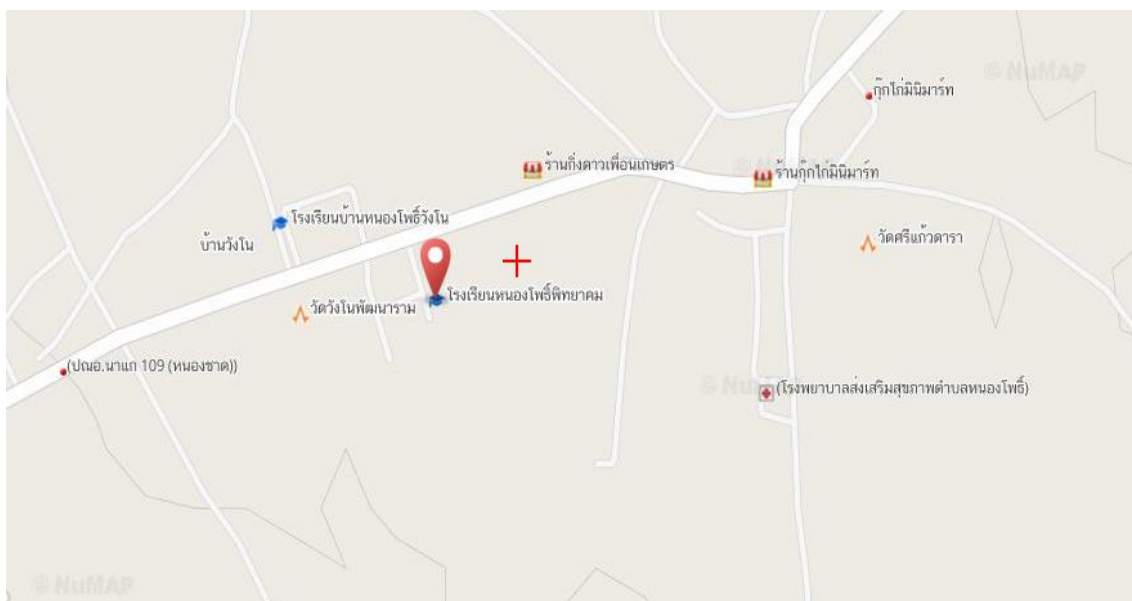 © NuMAP
กุ๊กไก่มินิมาร์ท
ร้านกิ่งดาวเพื่อนเกษตร
ร้านกุ๊กไก่มินิมาร์ท
โรงเรียนบ้านหนองโพธิ์วังโน
บ้านวังโน
วัดศรีแก้วดารา
โรงเรียนหนองโพธิ์พิทยาคม
วัดวังโนพัฒนาราม
(ปณอ.นาแก 109 (หนองซาด))
(โรงพยาบาลส่งเสริมสุขภาพตำบลหนองโพธิ์)
© NuMAP